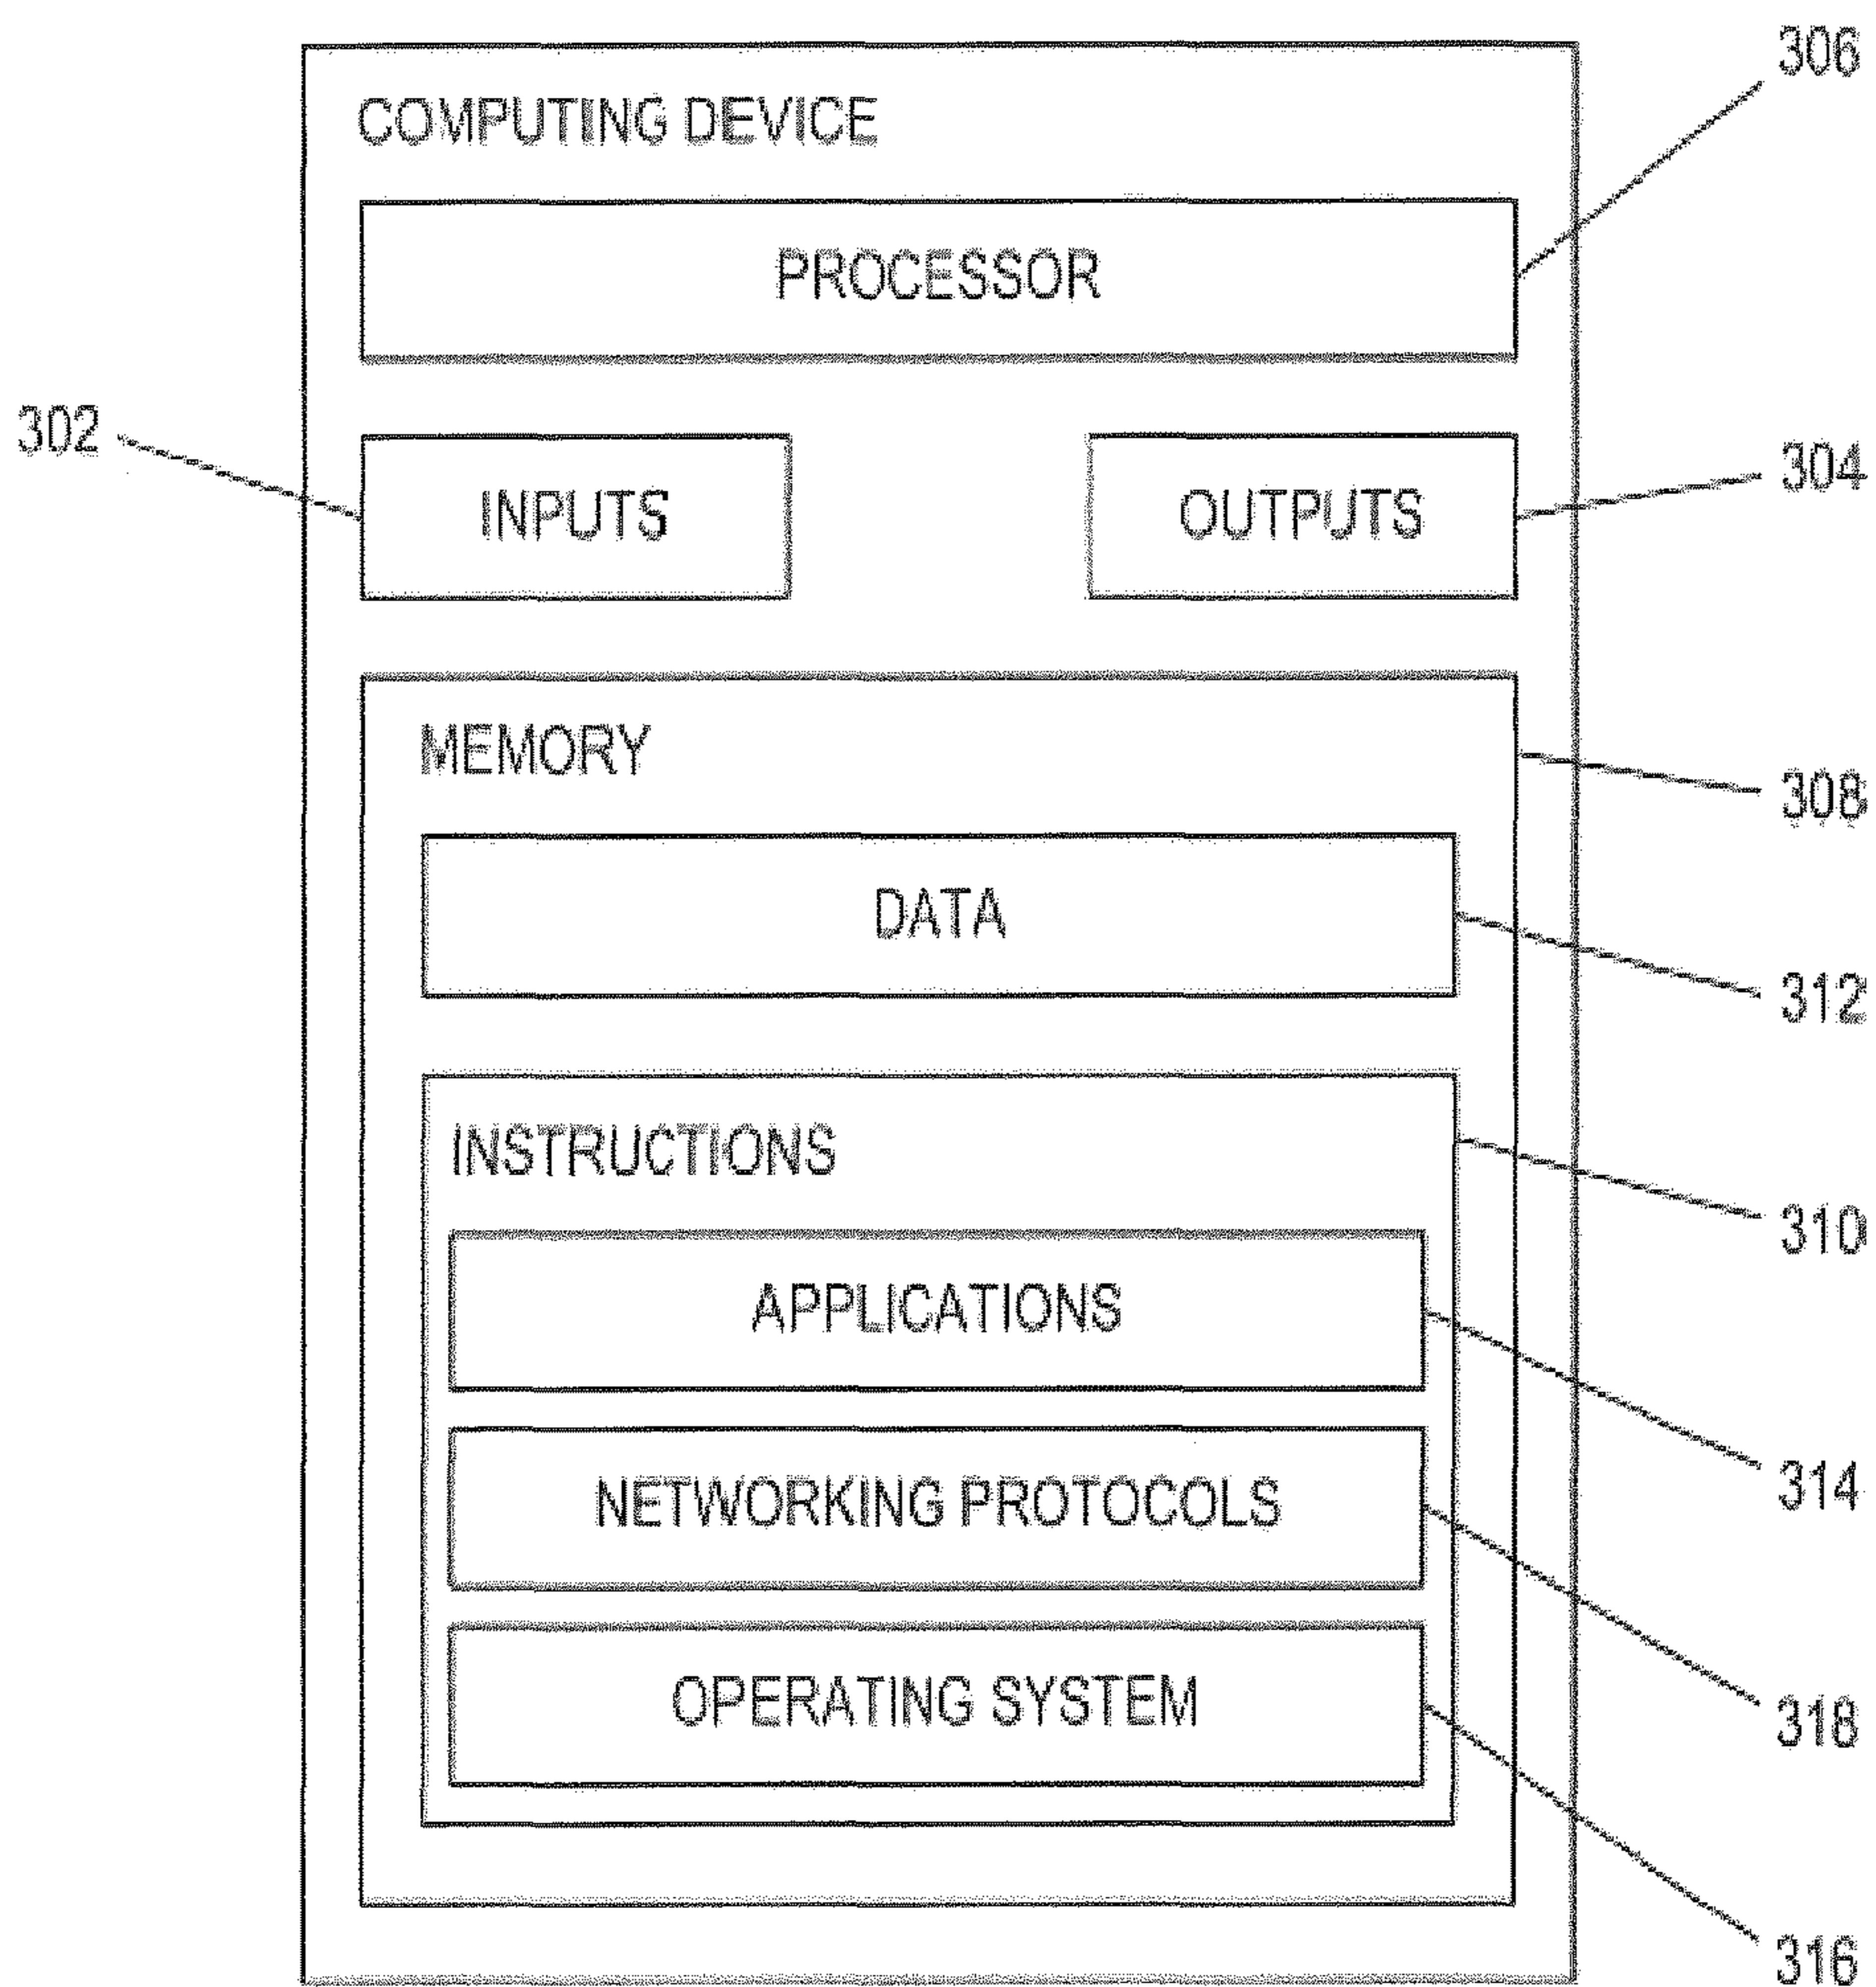 306
COMPUTING DEVICE
PROCESSOR
302
INPUTS
OUTPUTS
304
MEMORY
308
DATA
312
INSTRUCTIONS
310
APPLICATIONS
314
NETWORKING PROTOCOLS
318
OPERATING SYSTEM
316